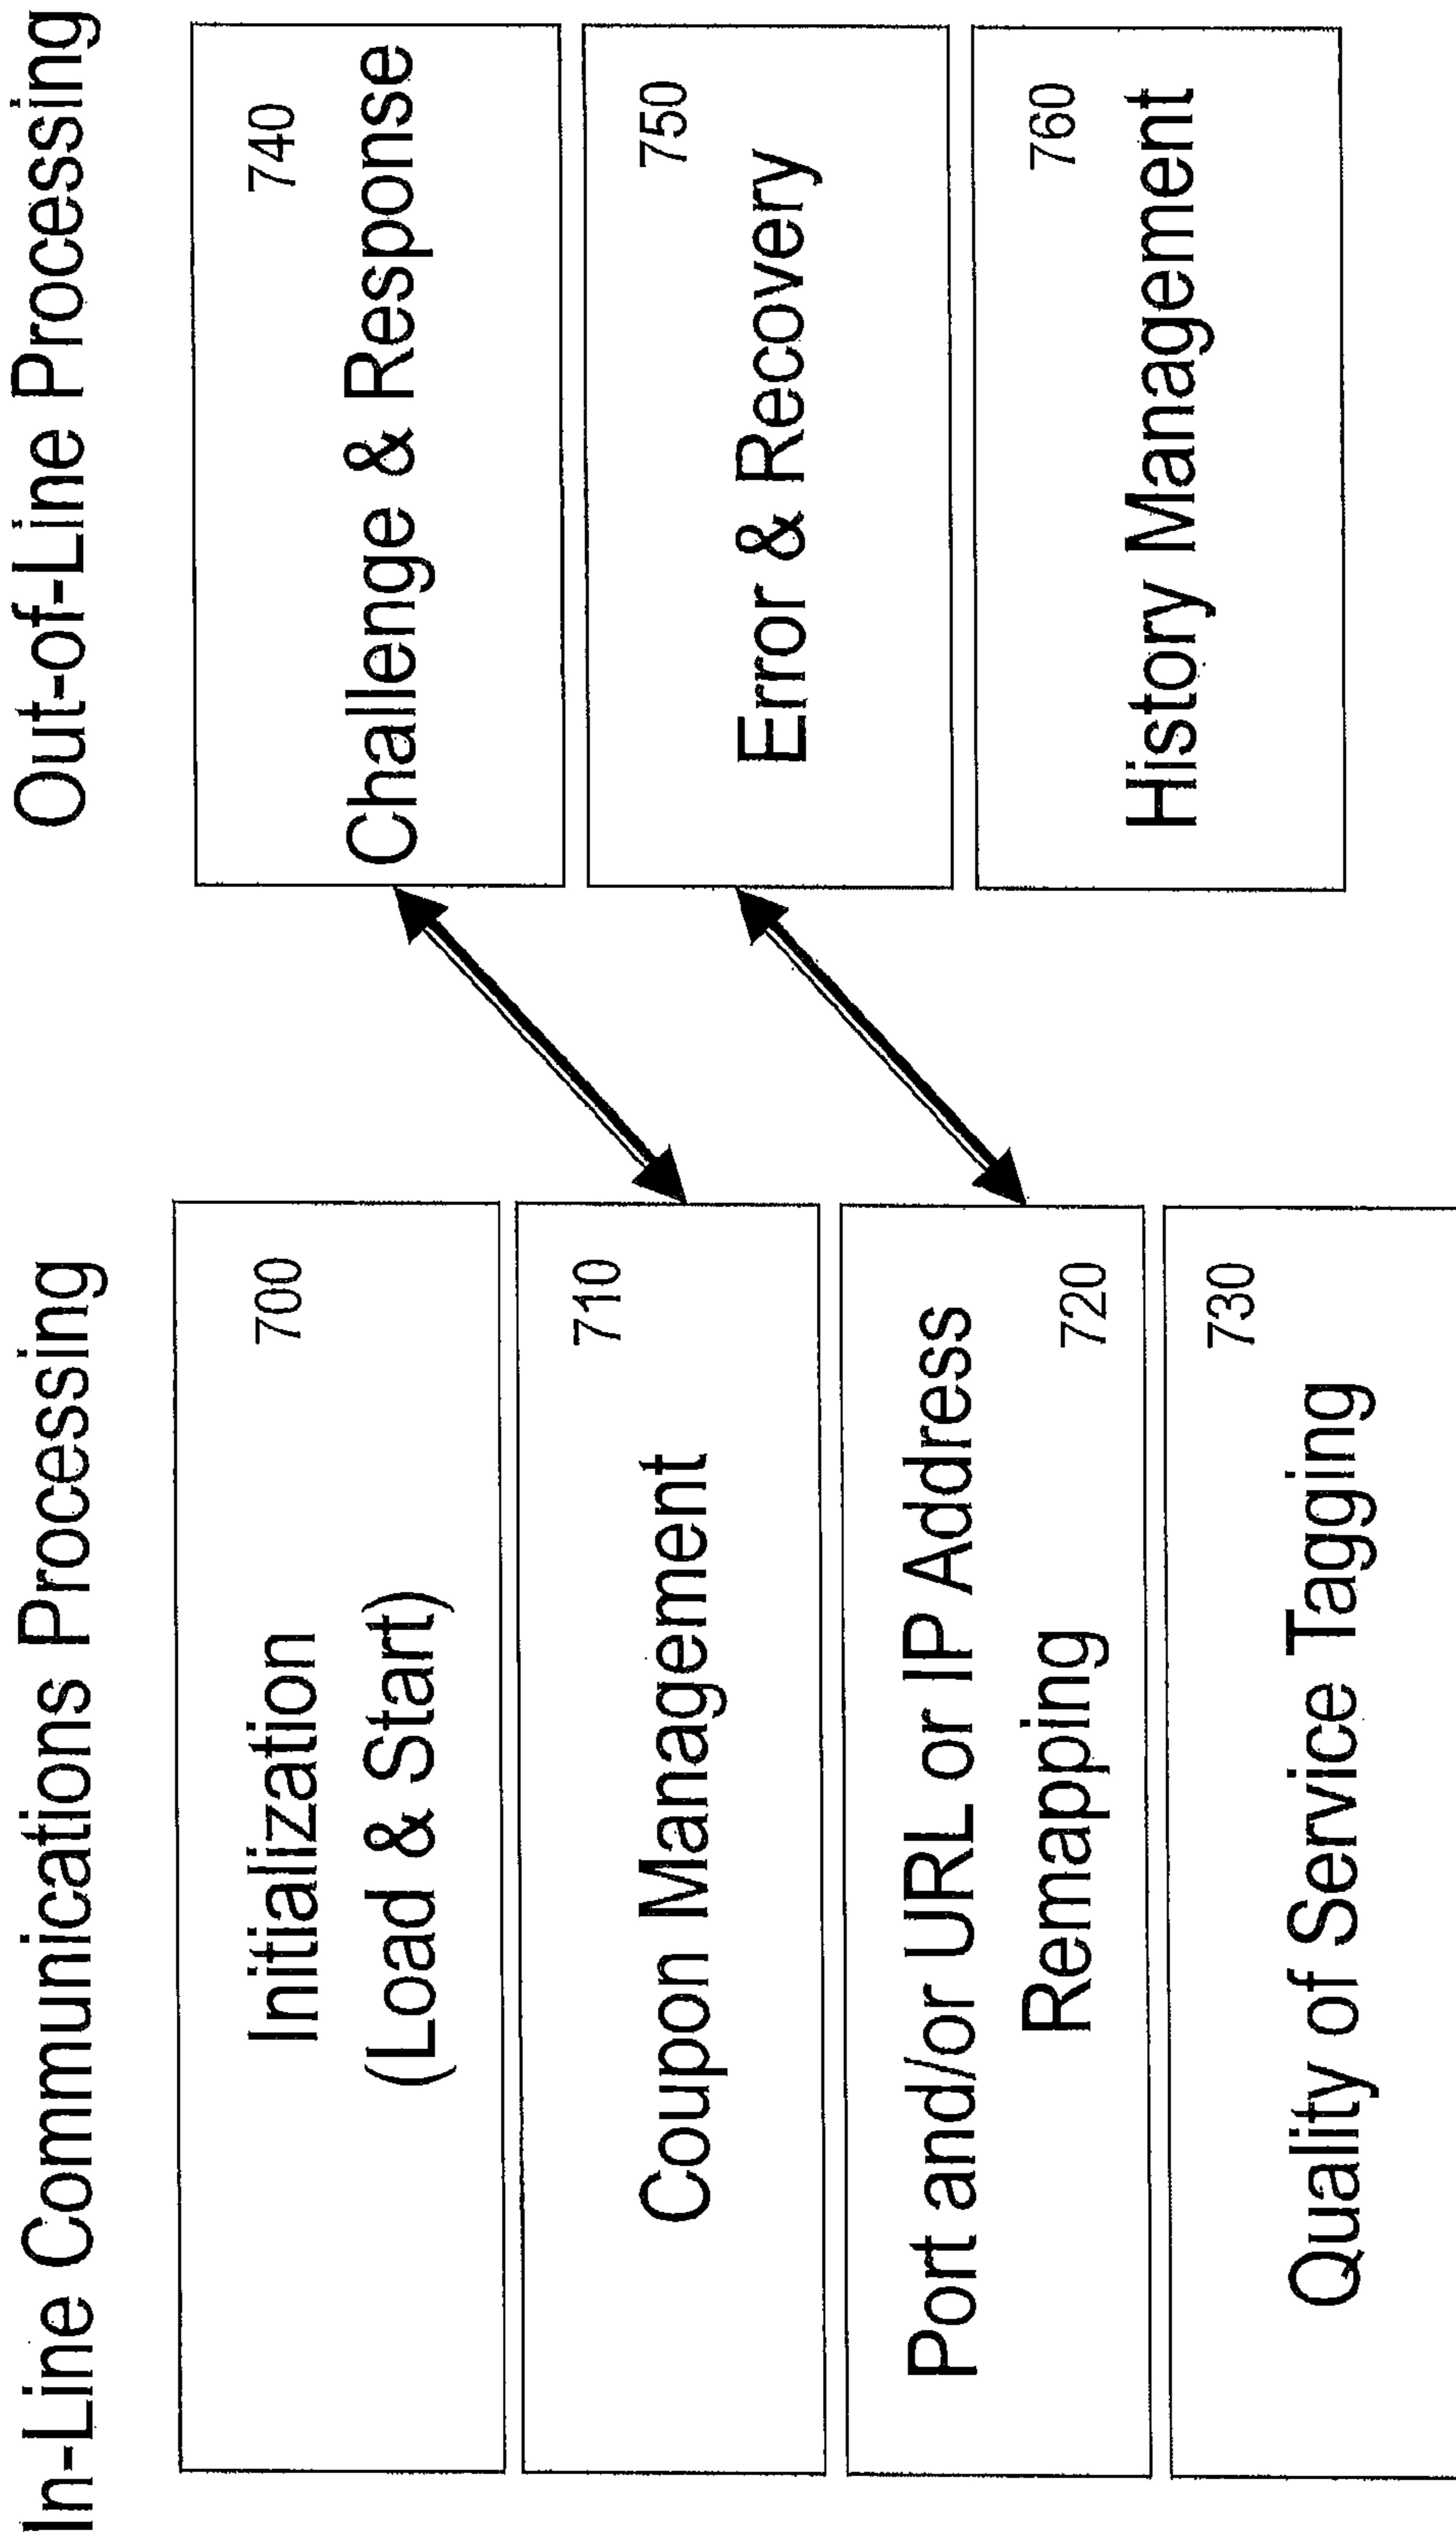 In-Line Communications Processing
700
Initialization
(Load & Start)
710
Coupon Management
Port and/or URL or IP Address
Remapping
720
730
Quality of Service Tagging
Out-of-Line Processing
740
Challenge & Response
750
Error & Recovery
760
History Management